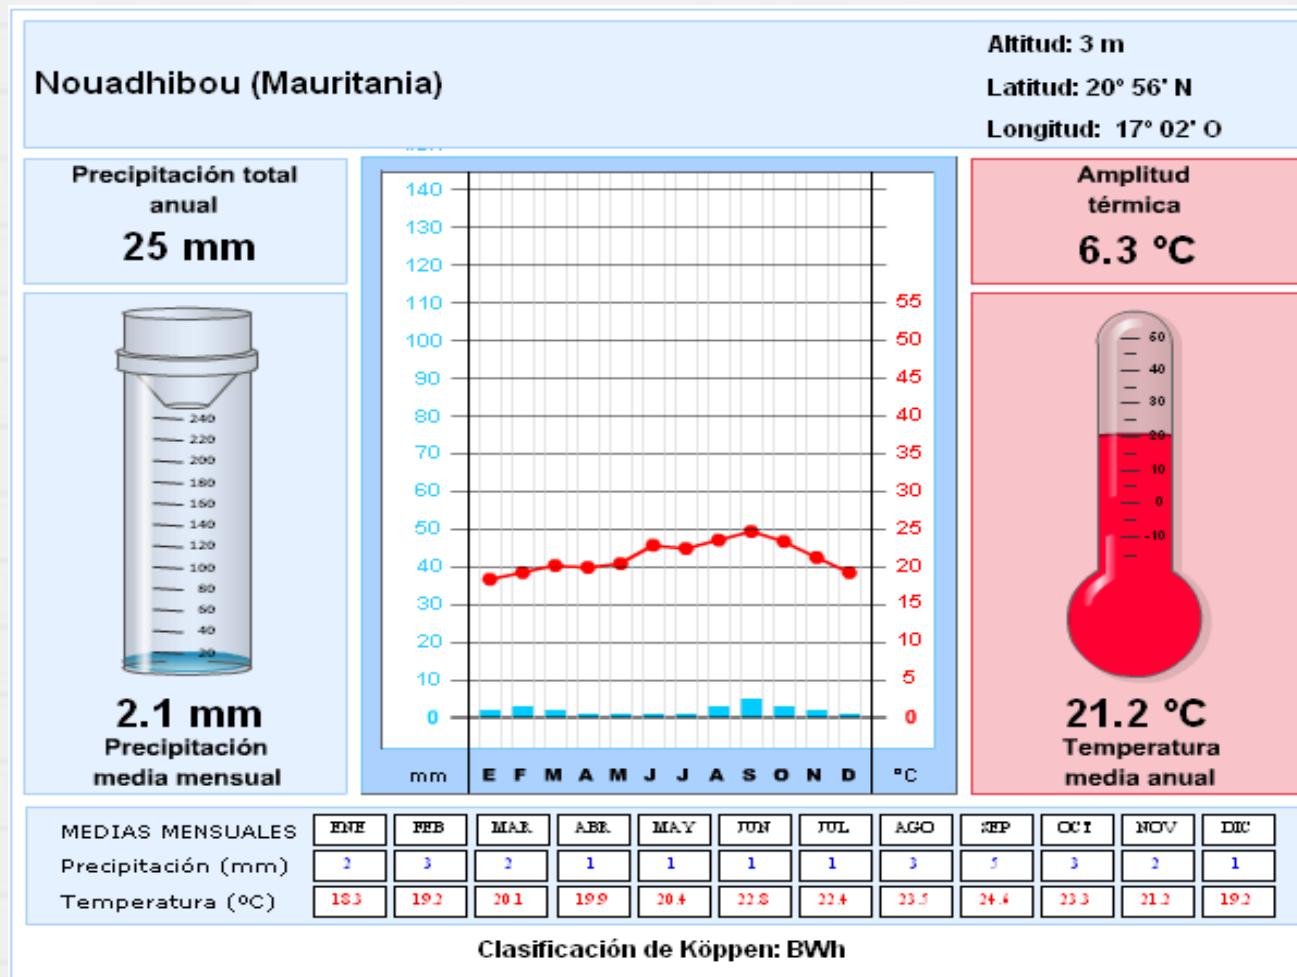 Nouadhibou (Mauritania)
Altitud: 3 m
Latitud: 20º 56' N
Longitud: 17º 02' O
Precipitación total
anual
25 mm
240
220
200
180
160
140
120
100
80
60
40
20
2.1 mm
Precipitación
media mensual
140
130
120
110
100
90
80
70
60
50
40
30
20
10
0
55
50
45
40
35
30
25
20
15
10
5
0
mm E F M A M J J A S O N D ºC
Amplitud
térmica
6.3 ºC
50
40
30
20
10
0
-10
21.2 ºC
Temperatura
media anual
MEDIAS MENSUALES ENE FEB MAR ABR MAY JUN JUL AGO SEP OCT NOV DIC
Precipitación (mm) 2 3 2 1 1 1 1 3 5 3 2 1
Temperatura (ºC) 18.3 19.2 20.1 19.9 20.4 22.8 22.4 23.5 24.6 23.3 21.2 19.2
Clasificación de Köppen: BWh